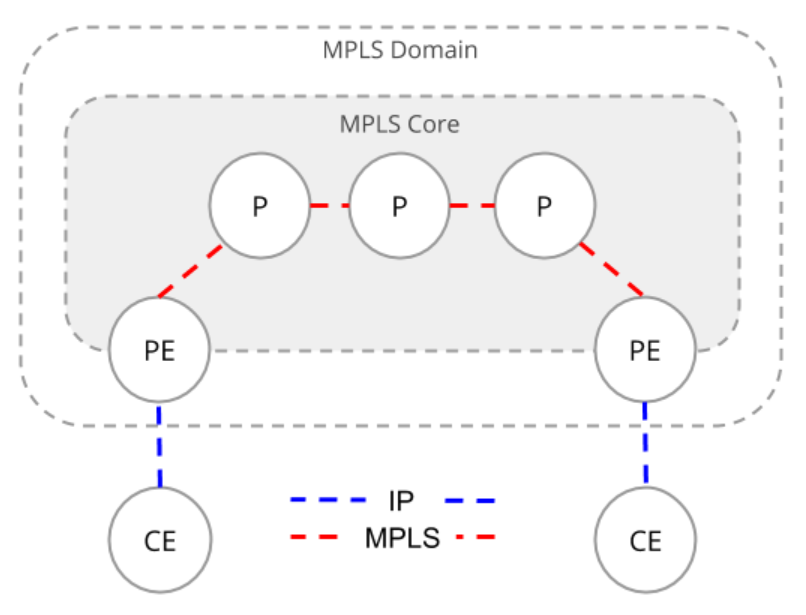 MPLS Domain
MPLS Core
P P P
PE PE
IP
MPLS
CE CE